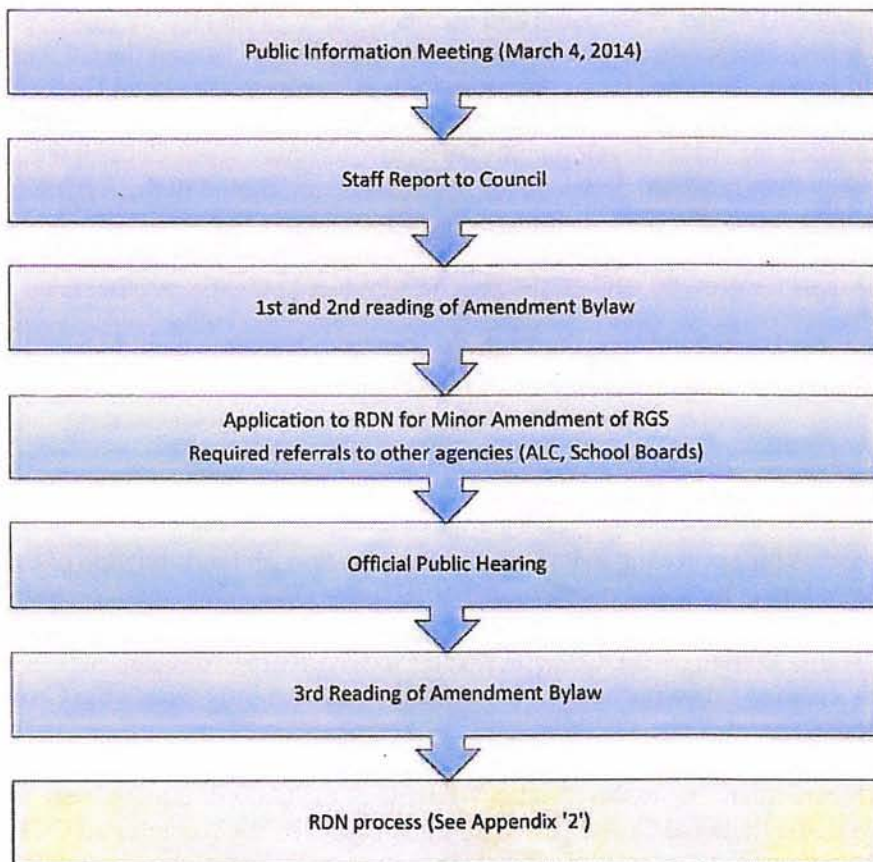 Public Information Meeting (March 4, 2014)
Staff Report to Council
1st and 2nd reading of Amendment Bylaw
Application to RDN for Minor Amendment of RGS
Required referrals to other agencies (ALC, School Boards)
Official Public Hearing
3rd Reading of Amendment Bylaw
RDN process (See Appendix '2')